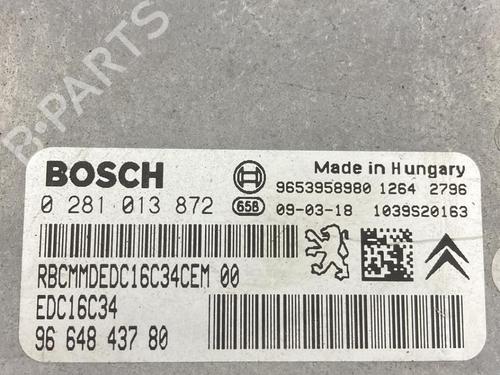 B-PARTS
BOSCH
Made in Hungary
9653958980 1264 2796
0 281 013 872
658 09-03-18 1039S20163
RBCMMDEDC16C34CEM 00
EDC16C34
96 648 437 80